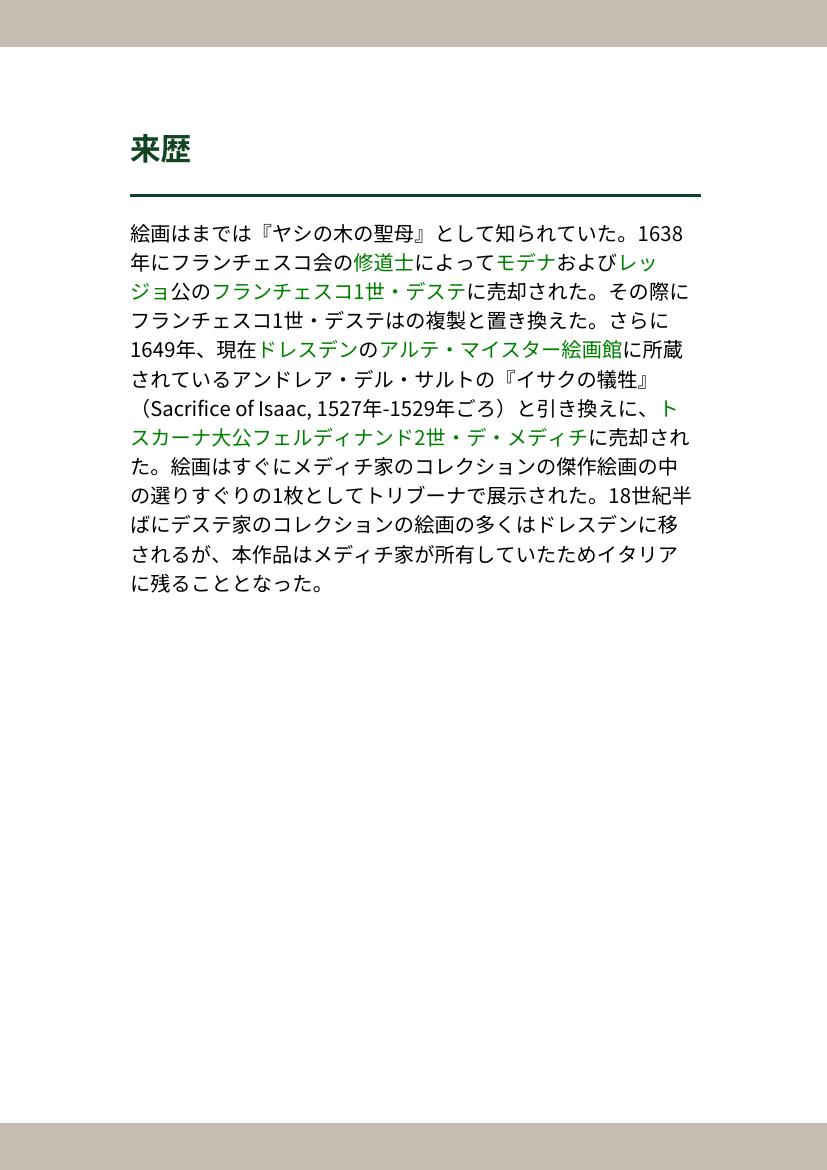 来歴
絵画はまでは『ヤシの木の聖母』として知られていた。1638
年にフランチェスコ会の修道士によってモデナおよびレッ
ジョ公のフランチェスコ1世・デステに売却された。その際に
フランチェスコ1世・デステはの複製と置き換えた。さらに
1649年、現在ドレスデンのアルテ・マイスター絵画館に所蔵
されているアンドレア・デル・サルトの『イサクの犠牲』
（Sacrifice of Isaac, 1527年-1529年ごろ）と引き換えに、ト
スカーナ大公フェルディナンド2世・デ・メディチに売却され
た。絵画はすぐにメディチ家のコレクションの傑作絵画の中
の選りすぐりの1枚としてトリブーナで展示された。18世紀半
ばにデステ家のコレクションの絵画の多くはドレスデンに移
されるが、本作品はメディチ家が所有していたためイタリア
に残ることとなった。